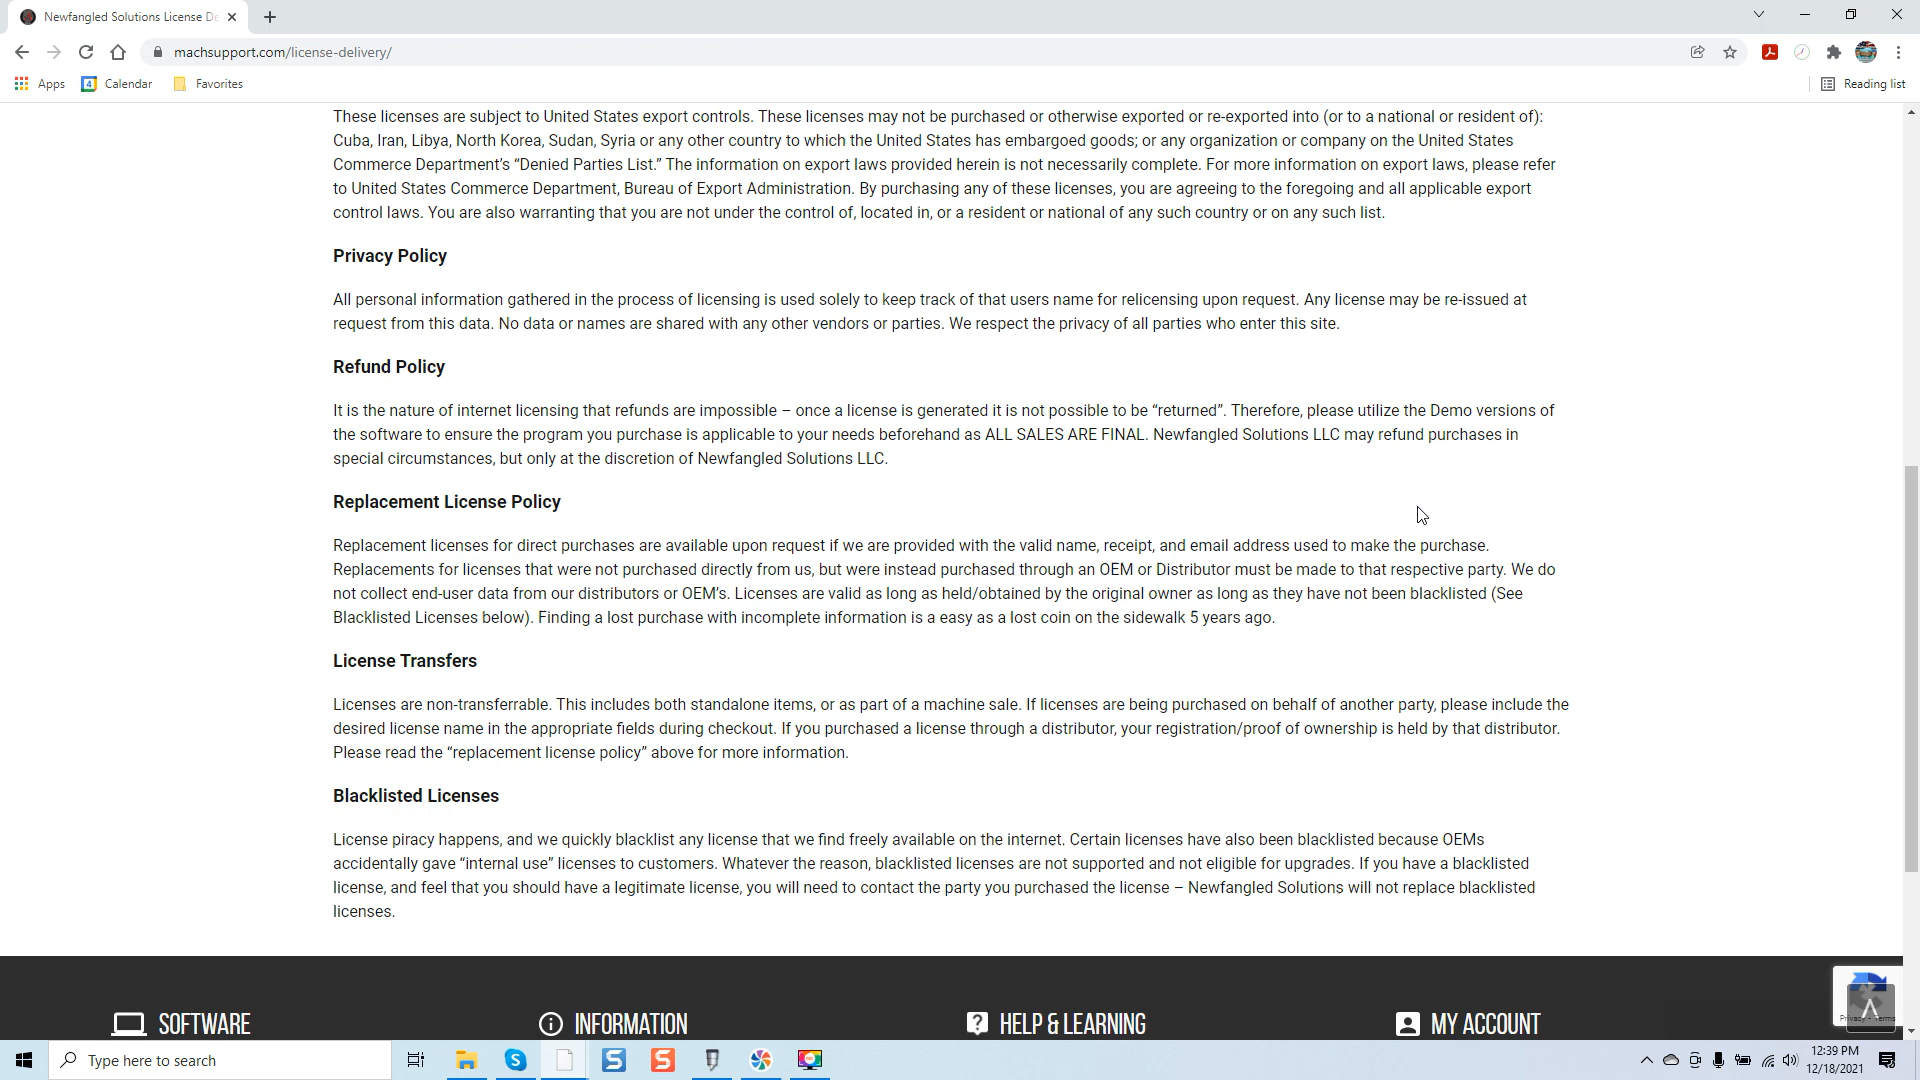 Newfangled Solutions License De
machsupport.com/license-delivery/
Apps
Calendar
Favorites
Reading list
These licenses are subject to United States export controls. These licenses may not be purchased or otherwise exported or re-exported into (or to a national or resident of):
Cuba, Iran, Libya, North Korea, Sudan, Syria or any other country to which the United States has embargoed goods; or any organization or company on the United States
Commerce Department’s “Denied Parties List.” The information on export laws provided herein is not necessarily complete. For more information on export laws, please refer
to United States Commerce Department, Bureau of Export Administration. By purchasing any of these licenses, you are agreeing to the foregoing and all applicable export
control laws. You are also warranting that you are not under the control of, located in, or a resident or national of any such country or on any such list.
Privacy Policy
All personal information gathered in the process of licensing is used solely to keep track of that users name for relicensing upon request. Any license may be re-issued at
request from this data. No data or names are shared with any other vendors or parties. We respect the privacy of all parties who enter this site.
Refund Policy
It is the nature of internet licensing that refunds are impossible – once a license is generated it is not possible to be “returned”. Therefore, please utilize the Demo versions of
the software to ensure the program you purchase is applicable to your needs beforehand as ALL SALES ARE FINAL. Newfangled Solutions LLC may refund purchases in
special circumstances, but only at the discretion of Newfangled Solutions LLC.
Replacement License Policy
Replacement licenses for direct purchases are available upon request if we are provided with the valid name, receipt, and email address used to make the purchase.
Replacements for licenses that were not purchased directly from us, but were instead purchased through an OEM or Distributor must be made to that respective party. We do
not collect end-user data from our distributors or OEM’s. Licenses are valid as long as held/obtained by the original owner as long as they have not been blacklisted (See
Blacklisted Licenses below). Finding a lost purchase with incomplete information is a easy as a lost coin on the sidewalk 5 years ago.
License Transfers
Licenses are non-transferrable. This includes both standalone items, or as part of a machine sale. If licenses are being purchased on behalf of another party, please include the
desired license name in the appropriate fields during checkout. If you purchased a license through a distributor, your registration/proof of ownership is held by that distributor.
Please read the “replacement license policy” above for more information.
Blacklisted Licenses
License piracy happens, and we quickly blacklist any license that we find freely available on the internet. Certain licenses have also been blacklisted because OEMs
accidentally gave “internal use” licenses to customers. Whatever the reason, blacklisted licenses are not supported and not eligible for upgrades. If you have a blacklisted
license, and feel that you should have a legitimate license, you will need to contact the party you purchased the license – Newfangled Solutions will not replace blacklisted
licenses.
SOFTWARE
INFORMATION
HELP & LEARNING
MY ACCOUNT
Privacy - Terms
Type here to search
12:39 PM
12/18/2021